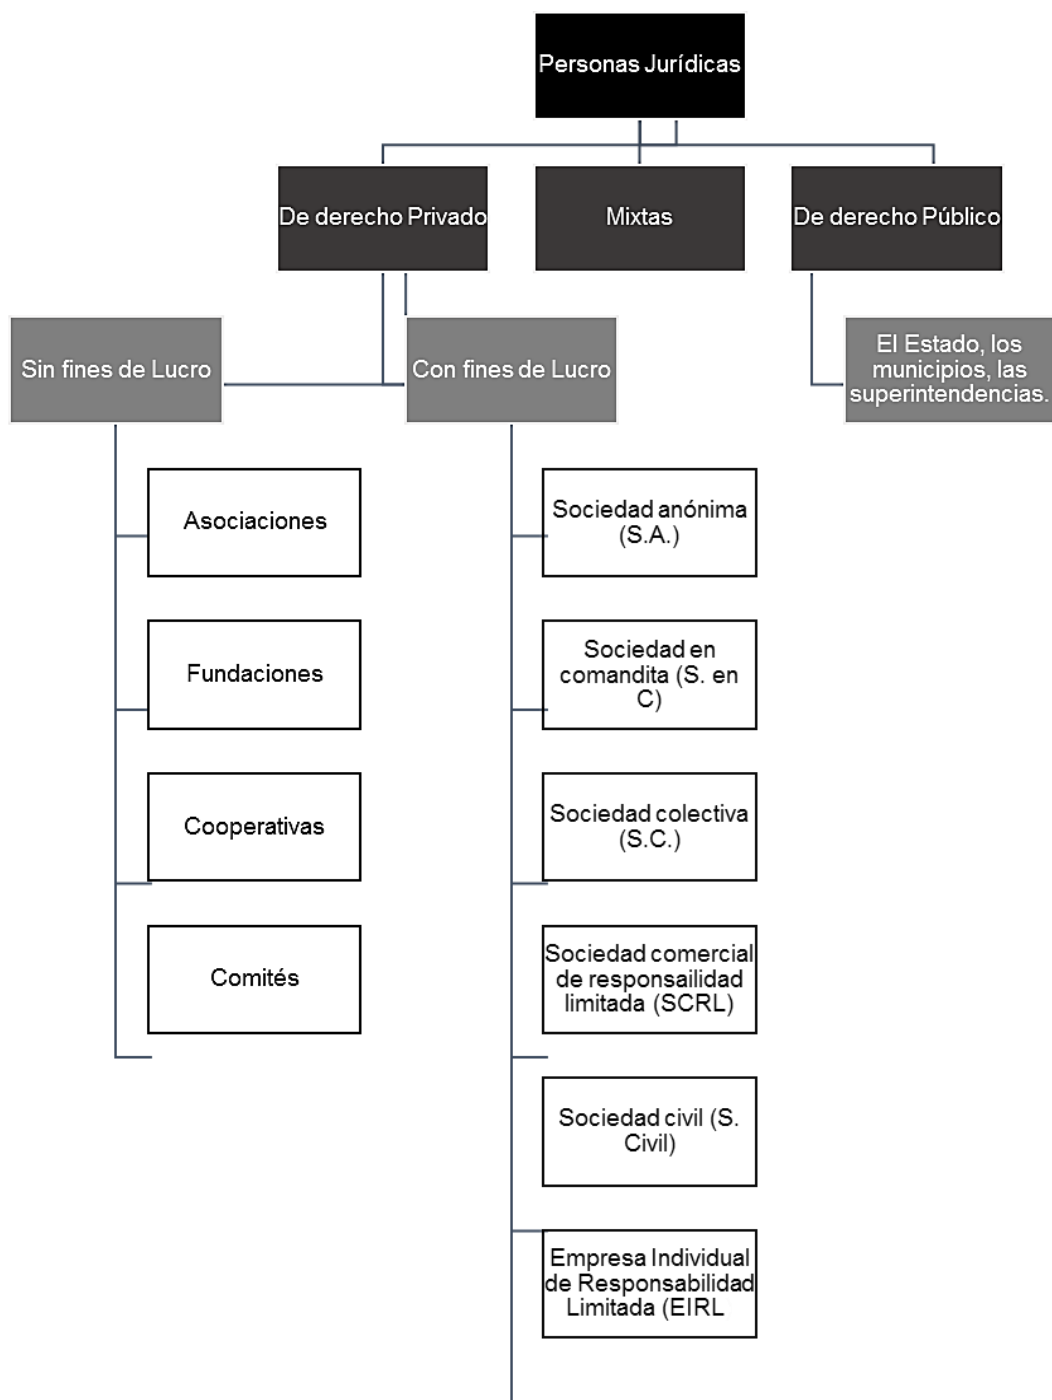 Personas Jurídicas
De derecho Privado
Mixtas
De derecho Público
Sin fines de Lucro
Con fines de Lucro
El Estado, los
municipios, las
superintendencias.
Asociaciones
Fundaciones
Cooperativas
Comités
Sociedad anónima
(S.A.)
Sociedad en
comandita (S. en
C)
Sociedad colectiva
(S.C.)
Sociedad comercial
de responsailidad
limitada (SCRL)
Sociedad civil (S.
Civil)
Empresa Individual
de Responsabilidad
Limitada (EIRL